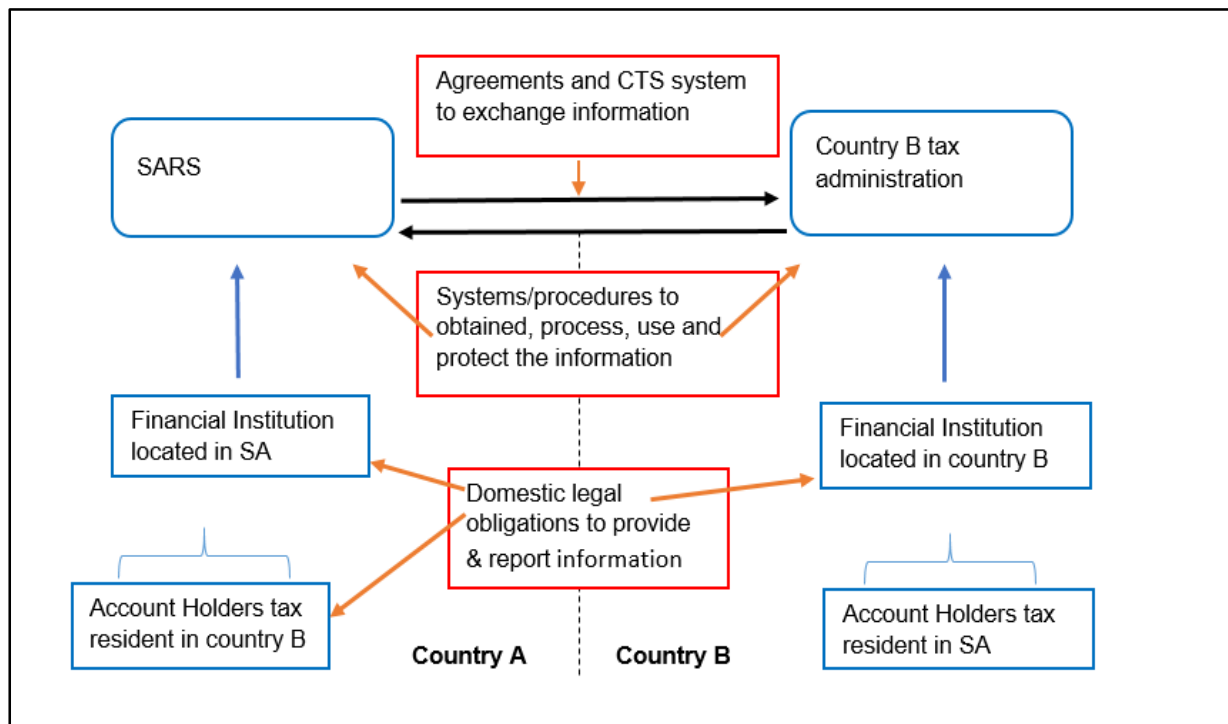 Agreements and CTS system
to exchange information
SARS
Country B tax
administration
Systems/procedures to
obtained, process, use and
protect the information
Financial Institution
located in SA
Financial Institution
located in country B
Domestic legal
obligations to provide
& report information
Account Holders tax
resident in country B
Account Holders tax
resident in SA
Country A
Country B